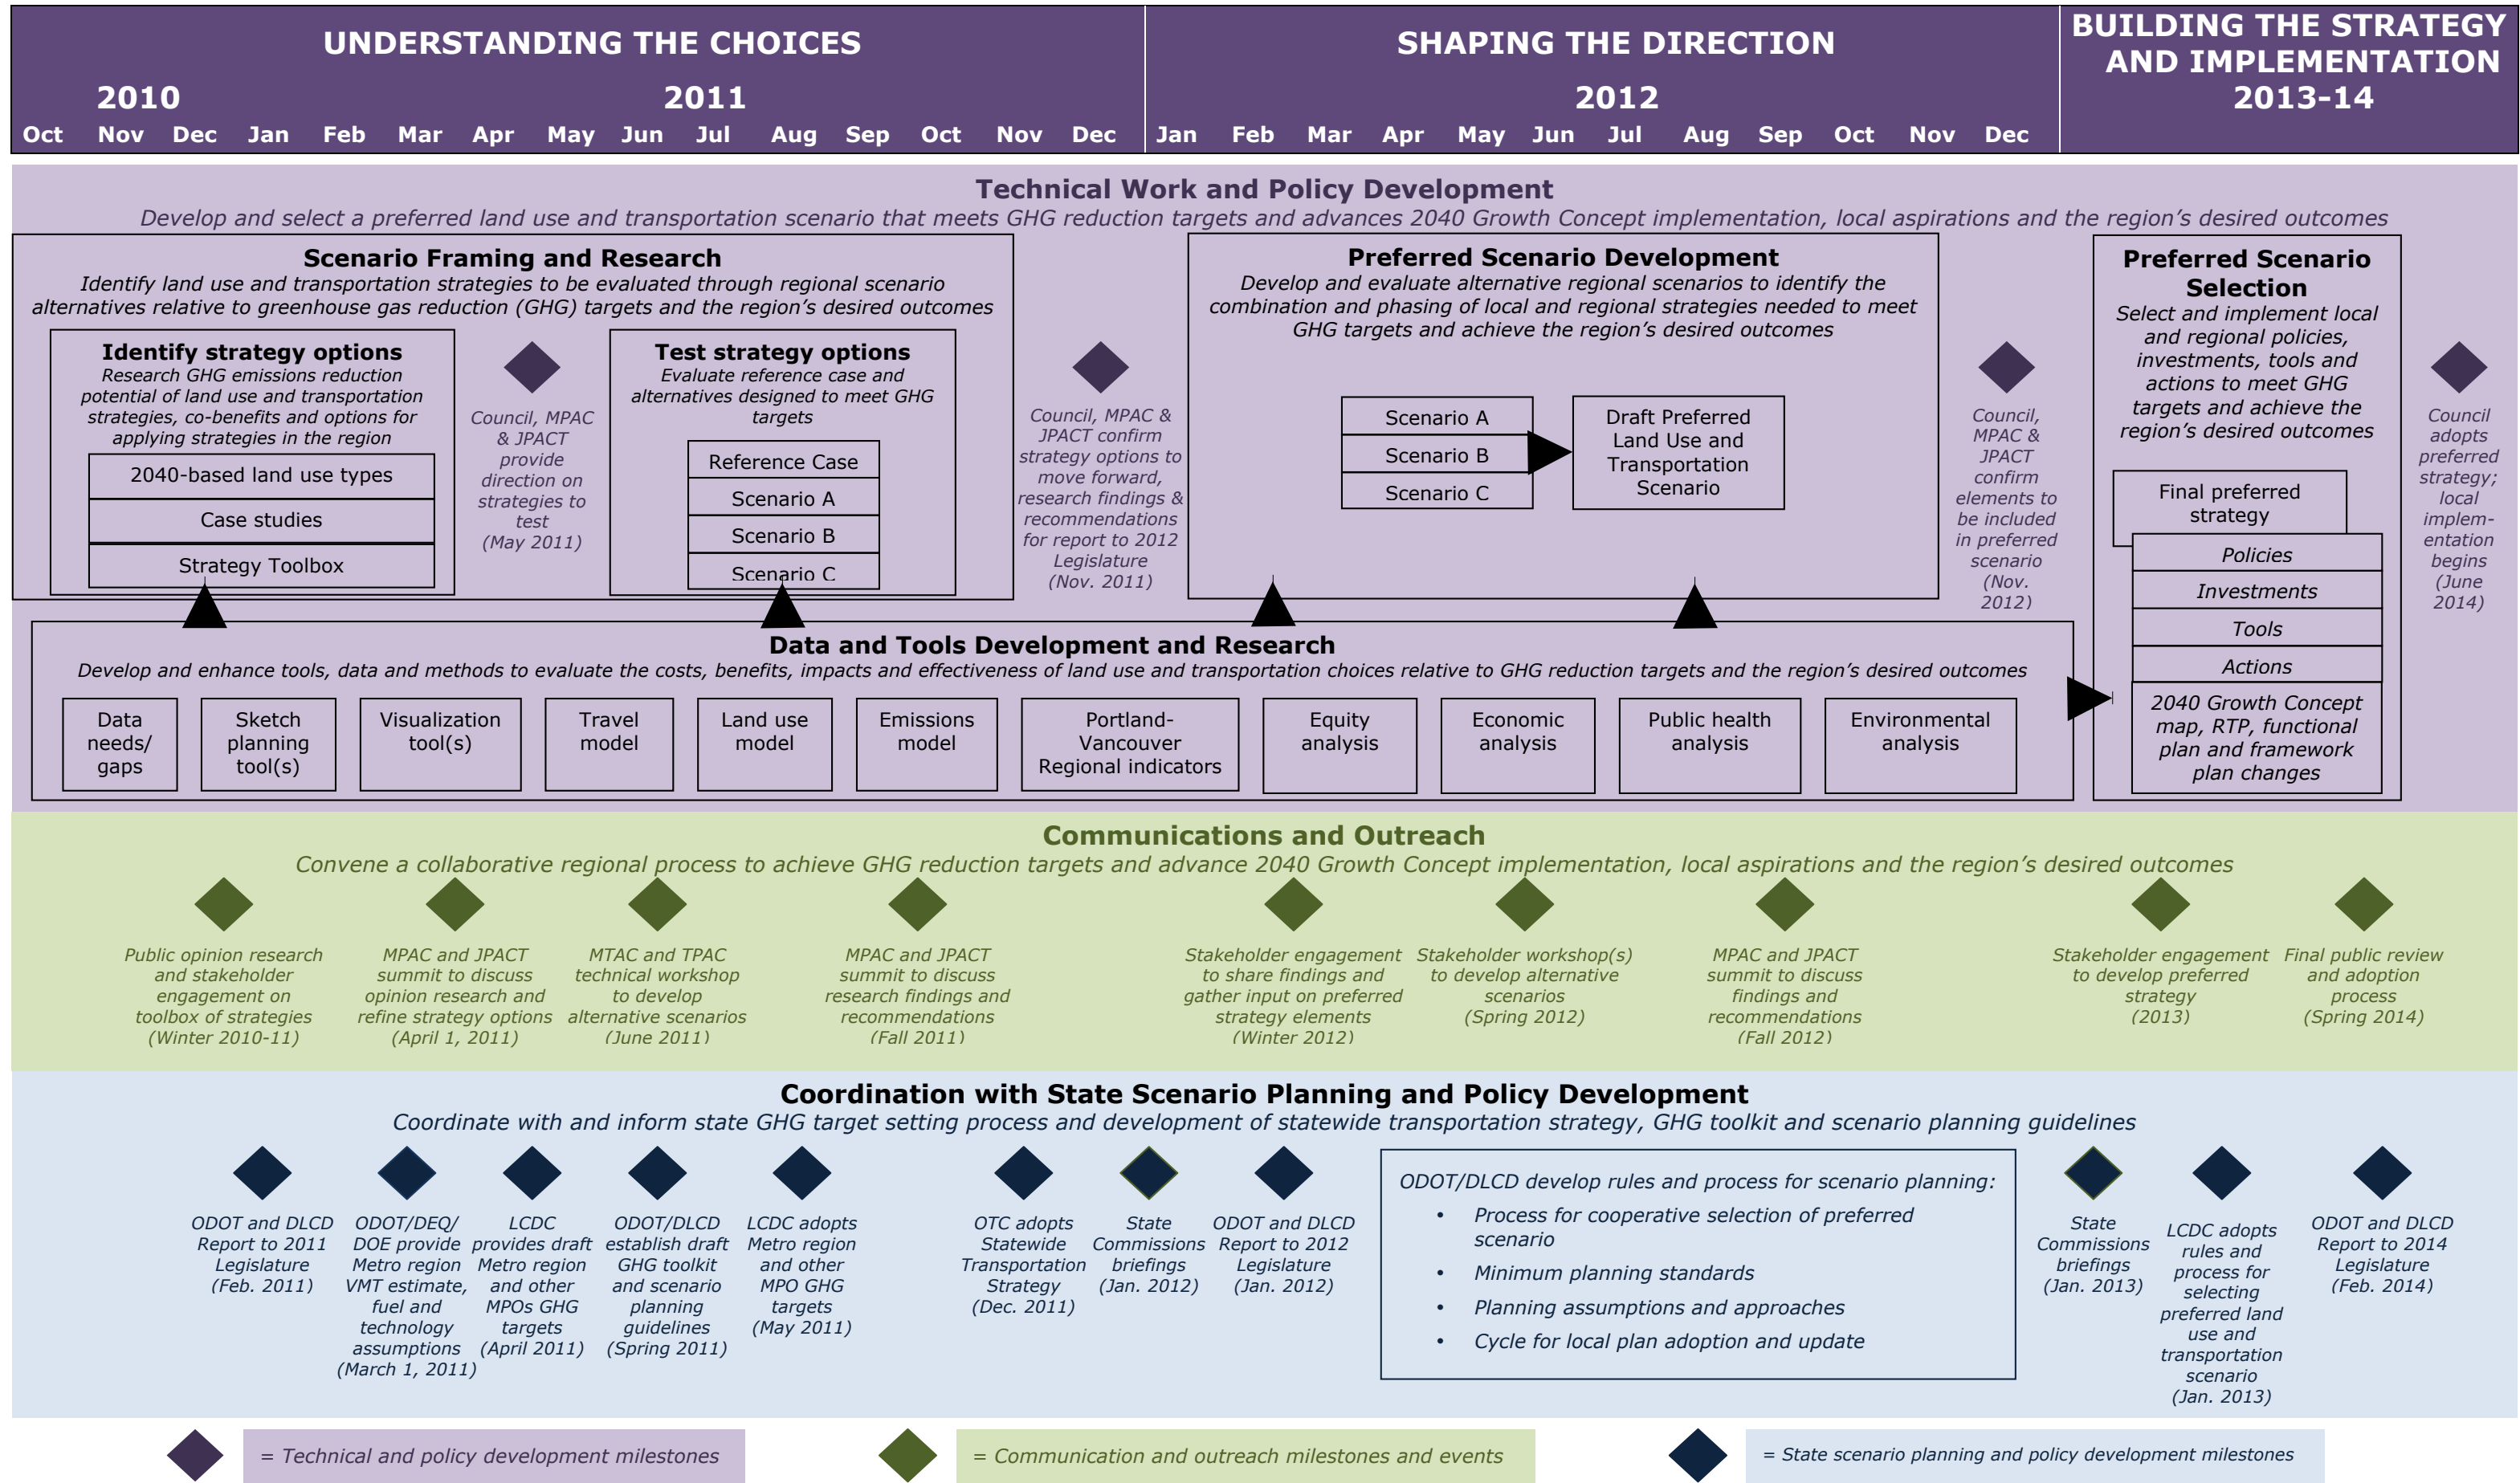 UNDERSTANDING THE CHOICES
SHAPING THE DIRECTION
BUILDING THE STRATEGY
AND IMPLEMENTATION
2010
2011
2012
2013-14
Oct Nov Dec Jan Feb Mar Apr May Jun Jul Aug Sep Oct Nov Dec Jan Feb Mar Apr May Jun Jul Aug Sep Oct Nov Dec
Technical Work and Policy Development
Develop and select a preferred land use and transportation scenario that meets GHG reduction targets and advances 2040 Growth Concept implementation, local aspirations and the region's desired outcomes
Scenario Framing and Research
Identify land use and transportation strategies to be evaluated through regional scenario
alternatives relative to greenhouse gas reduction (GHG) targets and the region's desired outcomes
Identify strategy options
Research GHG emissions reduction
potential of land use and transportation
strategies, co-benefits and options for
applying strategies in the region
2040-based land use types
Case studies
Strategy Toolbox
Council, MPAC
& JPACT
provide
direction on
strategies to
test
(May 2011)
Test strategy options
Evaluate reference case and
alternatives designed to meet GHG
targets
Reference Case
Scenario A
Scenario B
Scenario C
Council, MPAC &
JPACT confirm
strategy options to
move forward,
research findings &
recommendations
for report to 2012
Legislature
(Nov. 2011)
Preferred Scenario Development
Develop and evaluate alternative regional scenarios to identify the
combination and phasing of local and regional strategies needed to meet
GHG targets and achieve the region's desired outcomes
Scenario A
Scenario B
Scenario C
Draft Preferred
Land Use and
Transportation
Scenario
Council,
MPAC &
JPACT
confirm
elements to
be included
in preferred
scenario
(Nov.
2012)
Preferred Scenario
Selection
Select and implement local
and regional policies,
investments, tools and
actions to meet GHG
targets and achieve the
region's desired outcomes
Final preferred
strategy
Policies
Investments
Tools
Actions
2040 Growth Concept
map, RTP, functional
plan and framework
plan changes
Council
adopts
preferred
strategy;
local
implem-
entation
begins
(June
2014)
Data and Tools Development and Research
Develop and enhance tools, data and methods to evaluate the costs, benefits, impacts and effectiveness of land use and transportation choices relative to GHG reduction targets and the region's desired outcomes
Data
needs/
gaps
Sketch
planning
tool(s)
Visualization
tool(s)
Travel
model
Land use
model
Emissions
model
Portland-
Vancouver
Regional indicators
Equity
analysis
Economic
analysis
Public health
analysis
Environmental
analysis
Communications and Outreach
Convene a collaborative regional process to achieve GHG reduction targets and advance 2040 Growth Concept implementation, local aspirations and the region's desired outcomes
Public opinion research
and stakeholder
engagement on
toolbox of strategies
(Winter 2010-11)
MPAC and JPACT
summit to discuss
opinion research and
refine strategy options
(April 1, 2011)
MTAC and TPAC
technical workshop
to develop
alternative scenarios
(June 2011)
MPAC and JPACT
summit to discuss
research findings and
recommendations
(Fall 2011)
Stakeholder engagement
to share findings and
gather input on preferred
strategy elements
(Winter 2012)
Stakeholder workshop(s)
to develop alternative
scenarios
(Spring 2012)
MPAC and JPACT
summit to discuss
findings and
recommendations
(Fall 2012)
Stakeholder engagement
to develop preferred
strategy
(2013)
Final public review
and adoption
process
(Spring 2014)
Coordination with State Scenario Planning and Policy Development
Coordinate with and inform state GHG target setting process and development of statewide transportation strategy, GHG toolkit and scenario planning guidelines
ODOT and DLCD
Report to 2011
Legislature
(Feb. 2011)
ODOT/DEQ/
DOE provide
Metro region
VMT estimate,
fuel and
technology
assumptions
(March 1, 2011)
LCDC
provides draft
Metro region
and other
MPOs GHG
targets
(April 2011)
ODOT/DLCD
establish draft
GHG toolkit
and scenario
planning
guidelines
(Spring 2011)
LCDC adopts
Metro region
and other
MPO GHG
targets
(May 2011)
OTC adopts
Statewide
Transportation
Strategy
(Dec. 2011)
State
Commissions
briefings
(Jan. 2012)
ODOT and DLCD
Report to 2012
Legislature
(Jan. 2012)
ODOT/DLCD develop rules and process for scenario planning:
• Process for cooperative selection of preferred
scenario
• Minimum planning standards
• Planning assumptions and approaches
• Cycle for local plan adoption and update
State
Commissions
briefings
(Jan. 2013)
LCDC adopts
rules and
process for
selecting
preferred land
use and
transportation
scenario
(Jan. 2013)
ODOT and DLCD
Report to 2014
Legislature
(Feb. 2014)
= Technical and policy development milestones
= Communication and outreach milestones and events
= State scenario planning and policy development milestones